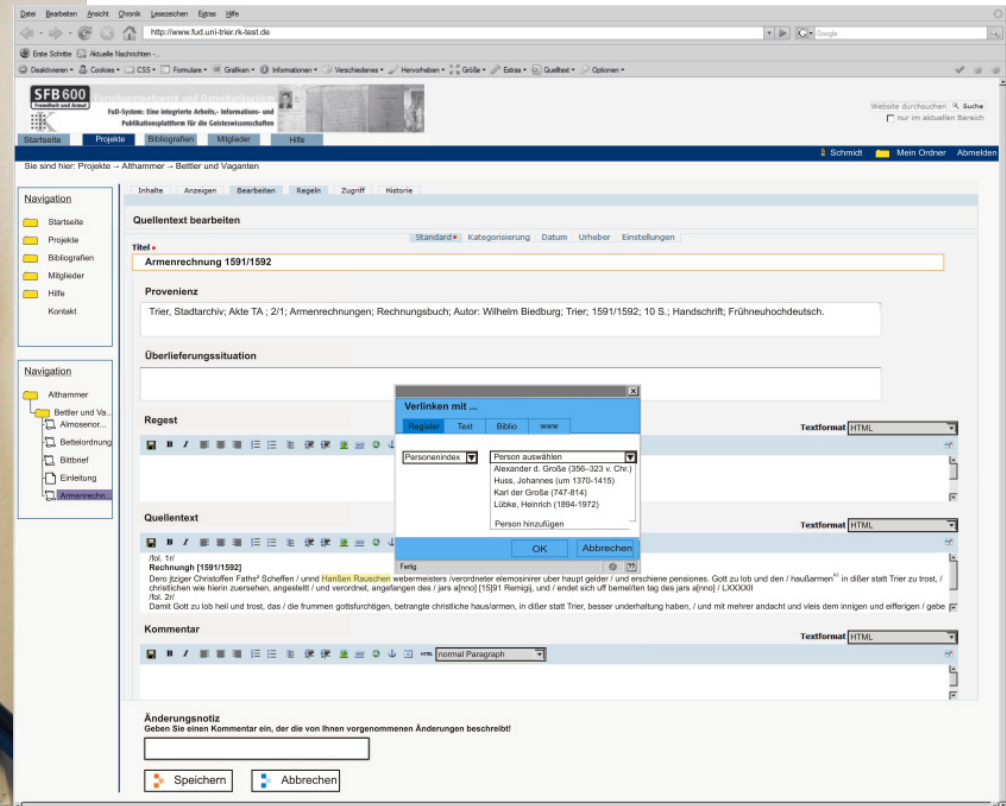 Datei Bearbeiten Ansicht Chronik Lesezeichen Extras Hilfe
http://www.fud.uni-trier.rk-test.de
Google
Erste Schritte Aktuelle Nachrichten -...
Deaktivieren Cookies CSS Formulare Grafiken Informationen Verschiedenes Hervorheben Größe Extras Quelltext Optionen
SFB 600
Fremdheit und Armut
FuD-System: Eine integrierte Arbeits,- Informations- und
Publikationsplattform für die Geisteswissenschaften
Website durchsuchen Suche
nur im aktuellen Bereich
Startseite Projekte Bibliografien Mitglieder Hilfe
Schmidt Mein Ordner Abmelden
Sie sind hier: Projekte → Althammer → Bettler und Vaganten
Navigation
Startseite
Projekte
Bibliografien
Mitglieder
Hilfe
Kontakt
Navigation
Althammer
Bettler und Va..
Almosenor...
Bettelordnung
Bittbrief
Einleitung
Armenrechn...
Inhalte Anzeigen Bearbeiten Regeln Zugriff Historie
Quellentext bearbeiten
Standard Kategorisierung Datum Urheber Einstellungen
Titel
Armenrechnung 1591/1592
Provenienz
Trier, Stadtarchiv; Akte TA ; 2/1; Armenrechnungen; Rechnungsbuch; Autor: Wilhelm Biedburg; Trier; 1591/1592; 10 S.; Handschrift; Frühneuhochdeutsch.
Überlieferungssituation
Regest
Textformat HTML
Verlinken mit ...
Register Text Biblio www
Personenindex
Person auswählen
Alexander d. Große (356–323 v. Chr.)
Huss, Johannes (um 1370-1415)
Karl der Große (747-814)
Lübke, Heinrich (1894-1972)
Person hinzufügen
OK Abbrechen
Fertig
Quellentext
Textformat HTML
/fol. 1r/
Rechnungh [1591/1592]
Dero jtziger Christoffen Faths³ Scheffen / unnd Hanßen Rauschen webermeisters /verordneter elemosinirer uber haupt gelder / und erschiene pensiones. Gott zu lob und den / haußarmen in dißer statt Trier zu trost, /
christlichen wie hierin zuersehen, angestellt / und verordnet, angefangen des / jars a[nno] [15]91 Remigij, und / endet sich uff bemelten tag des jars a[nno] / LXXXXII
/fol. 2r/
Damit Gott zu lob heil und trost, das / die frummen gottsfurchtigen, betrangte christliche haus/armen, in dißer statt Trier, besser underhaltung haben, / und mit mehrer andacht und vleis dem innigen und eifferigen / gebe
Kommentar
Textformat HTML
HTML normal Paragraph
Änderungsnotiz
Geben Sie einen Kommentar ein, der die von Ihnen vorgenommenen Änderungen beschreibt!
Speichern Abbrechen